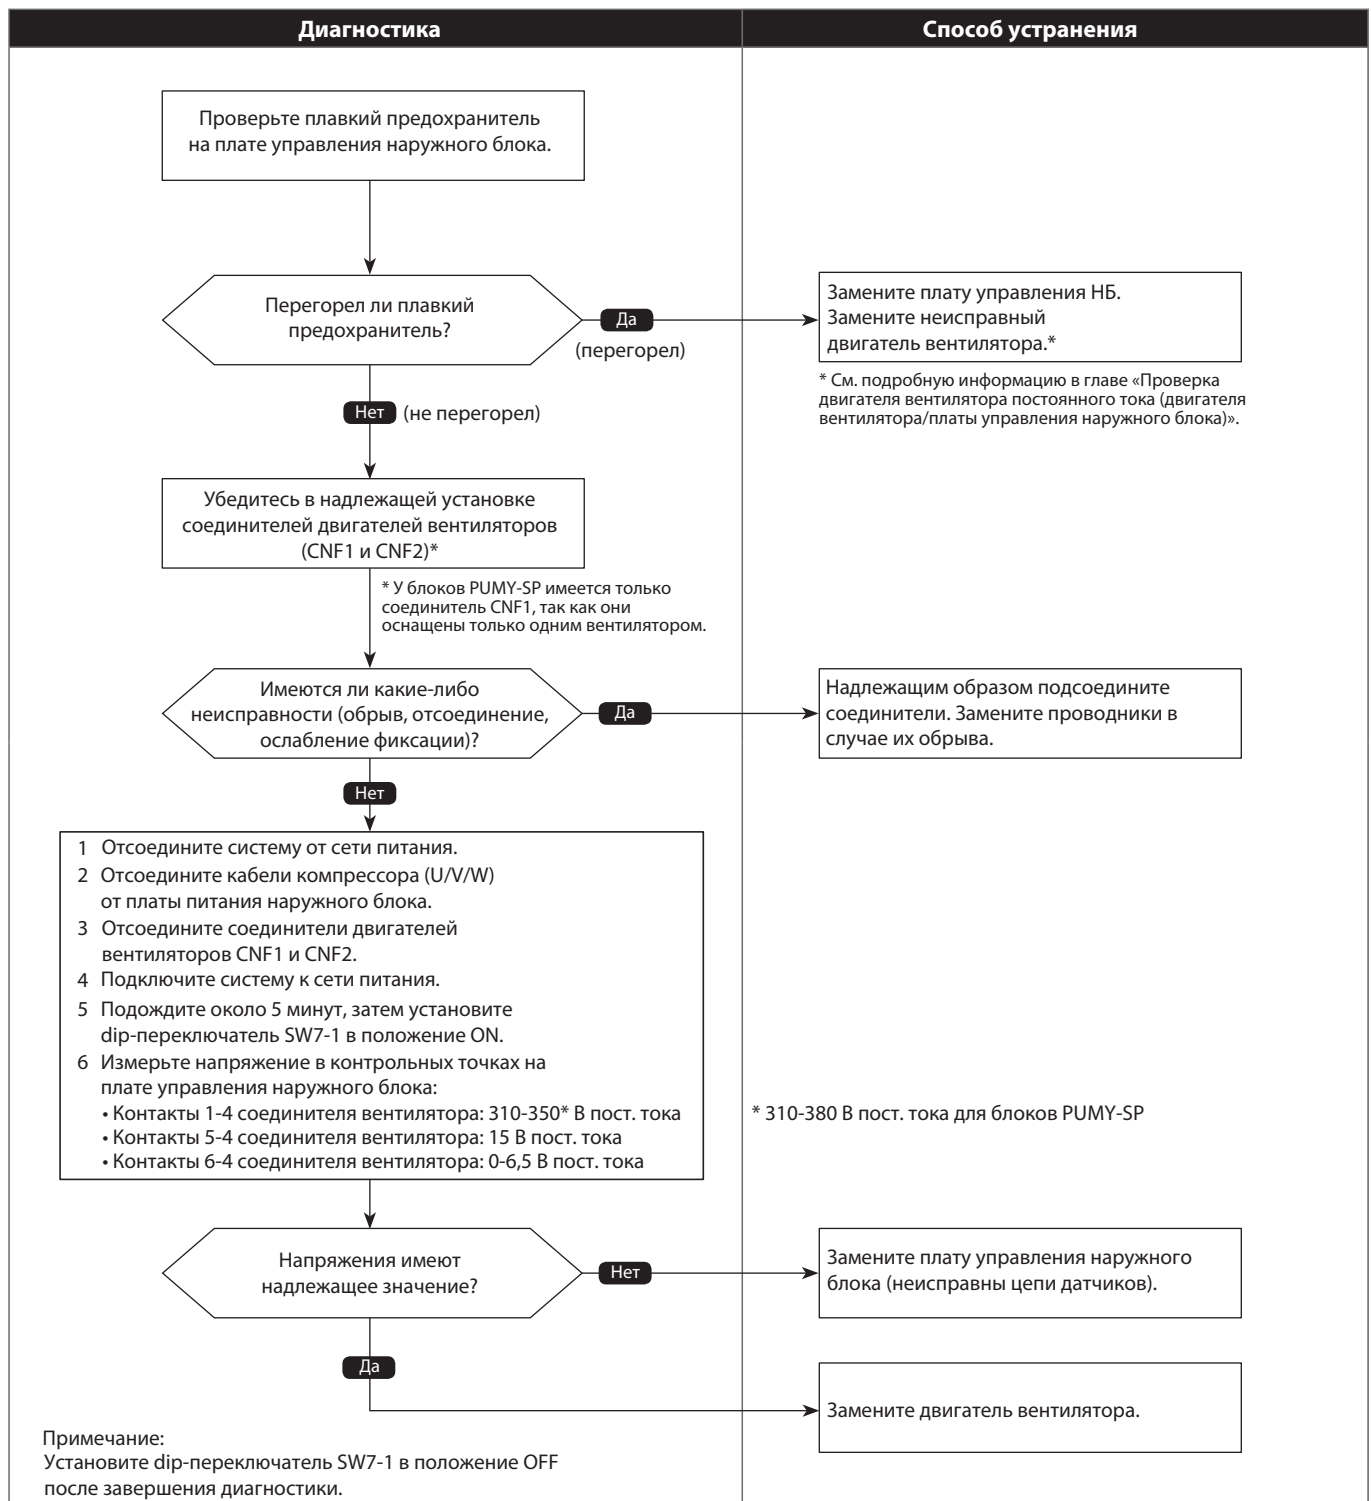 Диагностика
Способ устранения
Проверьте плавкий предохранитель
на плате управления наружного блока.
Перегорел ли плавкий
предохранитель?
Да
(перегорел)
Замените плату управления НБ.
Замените неисправный
двигатель вентилятора.*
* См. подробную информацию в главе «Проверка
двигателя вентилятора постоянного тока (двигателя
вентилятора/платы управления наружного блока)».
Нет (не перегорел)
Убедитесь в надлежащей установке
соединителей двигателей вентиляторов
(CNF1 и CNF2)*
* У блоков PUMY-SP имеется только
соединитель CNF1, так как они
оснащены только одним вентилятором.
Имеются ли какие-либо
неисправности (обрыв, отсоединение,
ослабление фиксации)?
Да
Надлежащим образом подсоедините
соединители. Замените проводники в
случае их обрыва.
Нет
1 Отсоедините систему от сети питания.
2 Отсоедините кабели компрессора (U/V/W)
от платы питания наружного блока.
3 Отсоедините соединители двигателей
вентиляторов CNF1 и CNF2.
4 Подключите систему к сети питания.
5 Подождите около 5 минут, затем установите
dip-переключатель SW7-1 в положение ON.
6 Измерьте напряжение в контрольных точках на
плате управления наружного блока:
• Контакты 1-4 соединителя вентилятора: 310-350* В пост. тока
• Контакты 5-4 соединителя вентилятора: 15 В пост. тока
• Контакты 6-4 соединителя вентилятора: 0-6,5 В пост. тока
* 310-380 В пост. тока для блоков PUMY-SP
Напряжения имеют
надлежащее значение?
Нет
Замените плату управления наружного
блока (неисправны цепи датчиков).
Да
Замените двигатель вентилятора.
Примечание:
Установите dip-переключатель SW7-1 в положение OFF
после завершения диагностики.